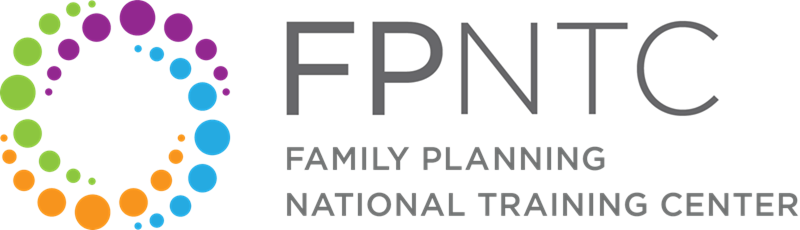 FPNTC
FAMILY PLANNING
NATIONAL TRAINING CENTER